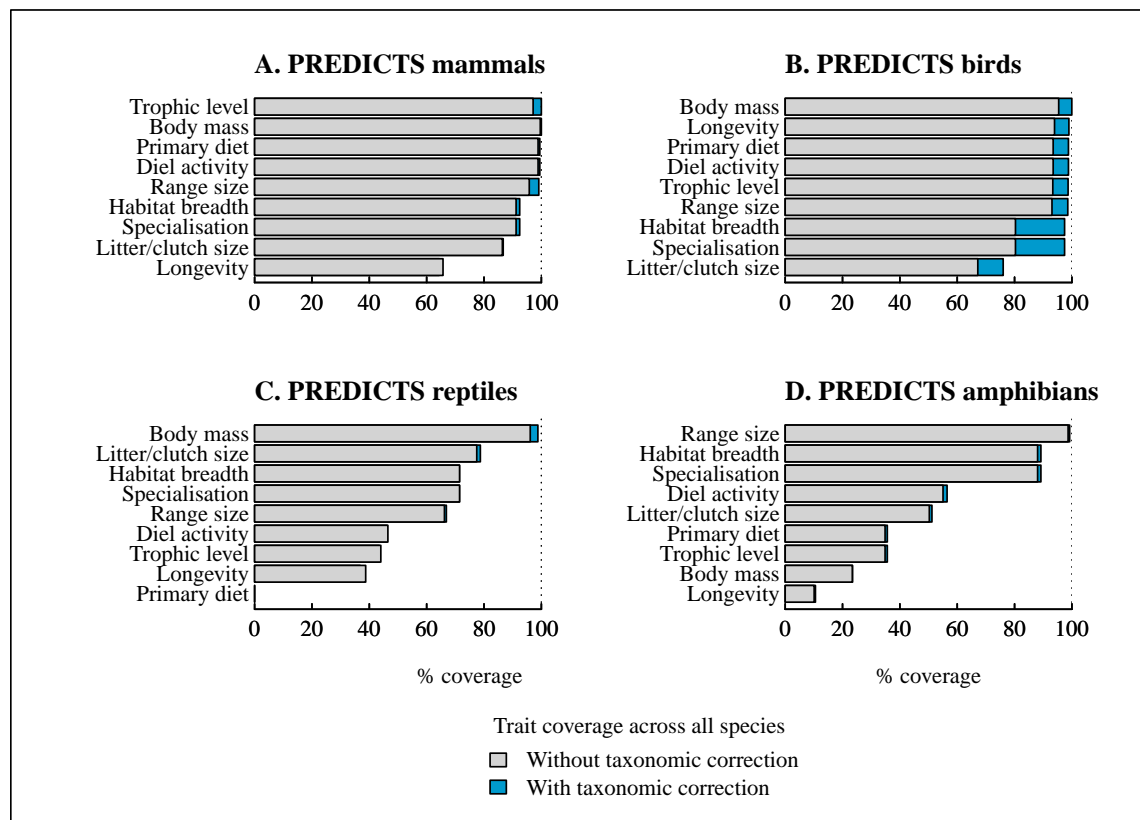 A. PREDICTS mammals
Trophic level
Body mass
Primary diet
Diel activity
Range size
Habitat breadth
Specialisation
Litter/clutch size
Longevity
0 20 40 60 80 100
B. PREDICTS birds
Body mass
Longevity
Primary diet
Diel activity
Trophic level
Range size
Habitat breadth
Specialisation
Litter/clutch size
0 20 40 60 80 100
C. PREDICTS reptiles
Body mass
Litter/clutch size
Habitat breadth
Specialisation
Range size
Diel activity
Trophic level
Longevity
Primary diet
0 20 40 60 80 100
% coverage
D. PREDICTS amphibians
Range size
Habitat breadth
Specialisation
Diel activity
Litter/clutch size
Primary diet
Trophic level
Body mass
Longevity
0 20 40 60 80 100
% coverage
Trait coverage across all species
Without taxonomic correction
With taxonomic correction